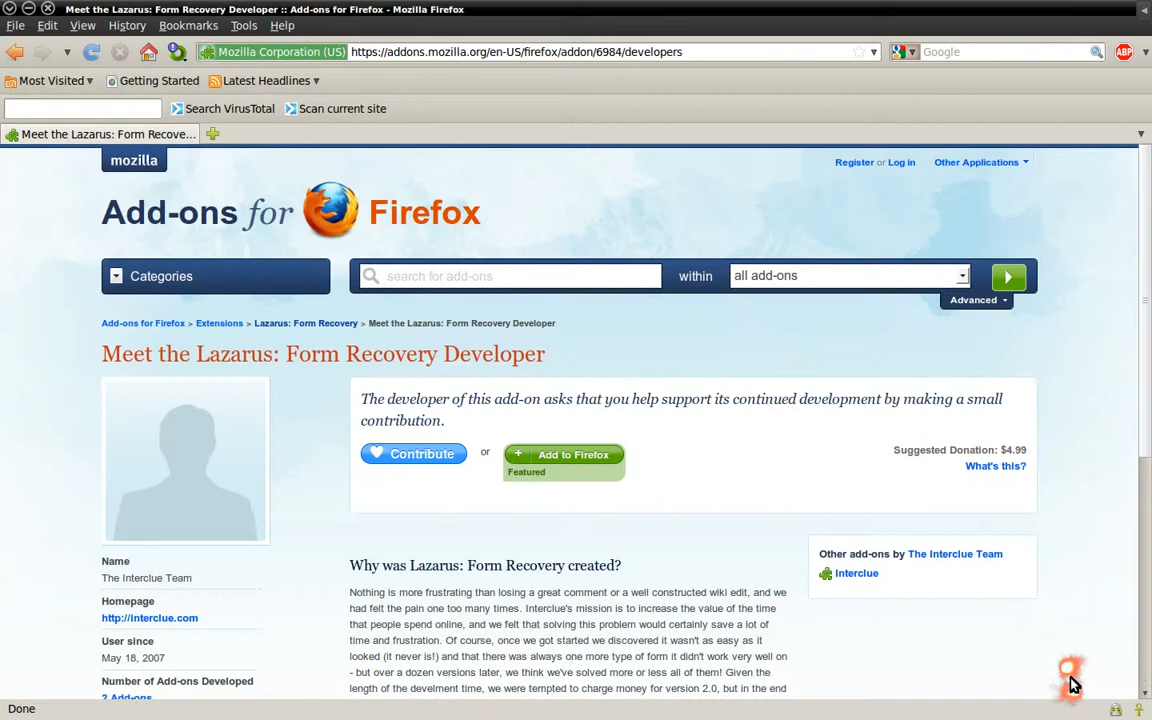 Meet the Lazarus: Form Recovery Developer :: Add-ons for Firefox - Mozilla Firefox
File Edit View History Bookmarks Tools Help
Mozilla Corporation (US) https://addons.mozilla.org/en-US/firefox/addon/6984/developers Google ABP
Most Visited Getting Started Latest Headlines
Search VirusTotal Scan current site
Meet the Lazarus: Form Recove...
mozilla
Register or Log in Other Applications
Add-ons for Firefox
Categories search for add-ons within all add-ons
Advanced
Add-ons for Firefox > Extensions > Lazarus: Form Recovery > Meet the Lazarus: Form Recovery Developer
Meet the Lazarus: Form Recovery Developer
The developer of this add-on asks that you help support its continued development by making a small
contribution.
Contribute or + Add to Firefox
Featured
Suggested Donation: $4.99
What's this?
Name
The Interclue Team
Homepage
http://interclue.com
User since
May 18, 2007
Number of Add-ons Developed
2 Add-ons
Why was Lazarus: Form Recovery created?
Nothing is more frustrating than losing a great comment or a well constructed wiki edit, and we
had felt the pain one too many times. Interclue's mission is to increase the value of the time
that people spend online, and we felt that solving this problem would certainly save a lot of
time and frustration. Of course, once we got started we discovered it wasn't as easy as it
looked (it never is!) and that there was always one more type of form it didn't work very well on
- but over a dozen versions later, we think we've solved more or less all of them! Given the
length of the develment time, we were tempted to charge money for version 2.0, but in the end
Other add-ons by The Interclue Team
Interclue
Done